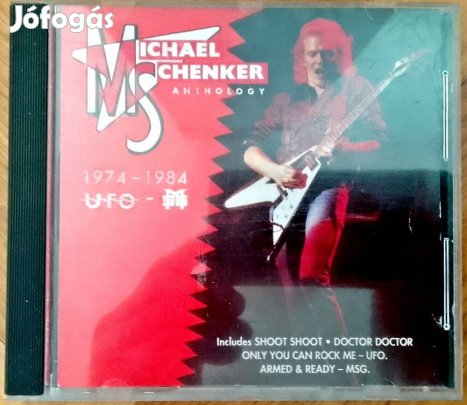 Jófogás
MICHAEL
SCHENKER
ANTHOLOGY
1974-1984
UFO -
Includes SHOOT SHOOT • DOCTOR DOCTOR
ONLY YOU CAN ROCK ME – UFO.
ARMED & READY – MSG.